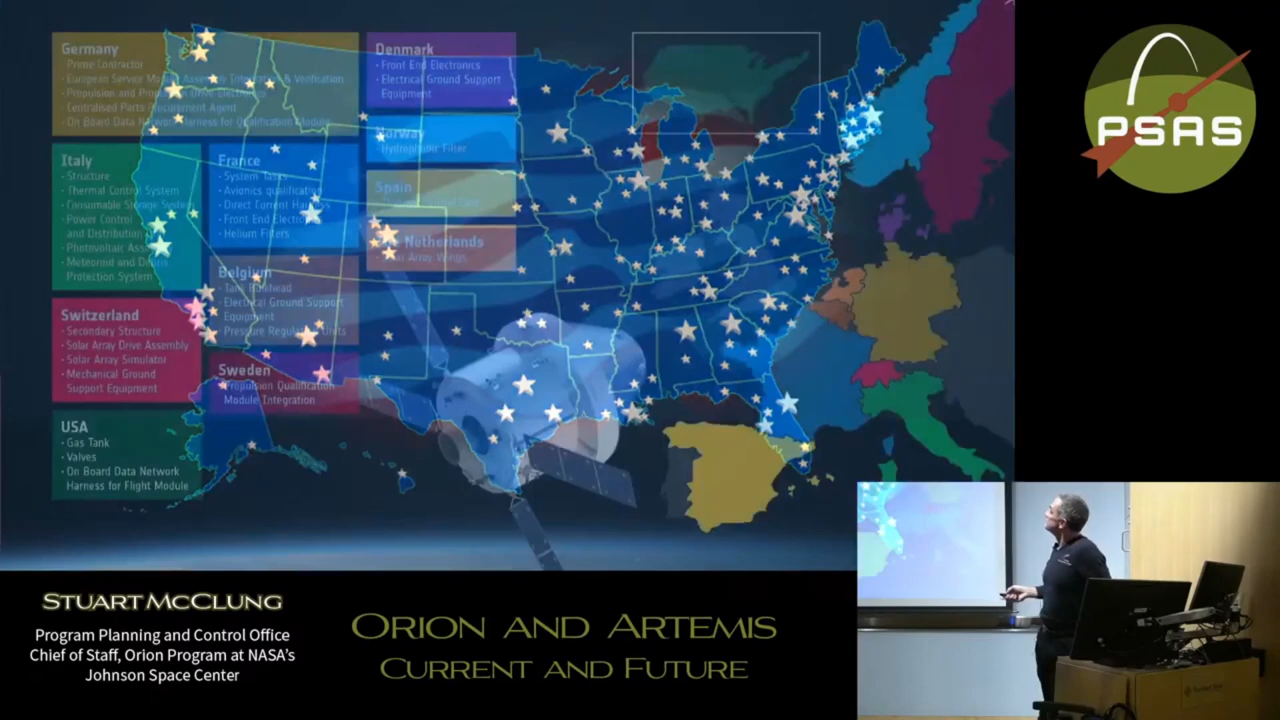 Germany
- Prime Contractor
- European Service Module Assembly Integration & Verification
- Propulsion and Propulsion Drive Electronics
- Centralised Parts Procurement Agent
- On Board Data Network Harness for Qualification Module
Italy
- Structure
- Thermal Control System
- Consumable Storage System
- Power Control
and Distribution
- Photovoltaic
- Meteoroid and Debris
Protection System
Switzerland
- Secondary Structure
- Solar Array Drive Assembly
- Solar Array Simulator
- Mechanical Ground
Support Equipment
USA
- Gas Tank
- Valves
- On Board Data Network
Harness for Flight Module
France
- System Tasks
- Avionics qualification
- Direct Current Harness
- Front End Electronics
- Helium Filters
Belgium
- Tank Bulkhead
- Electrical Ground Support
Equipment
- Pressure Regulation Units
Sweden
- Propulsion Qualification
Module Integration
Denmark
- Front End Electronics
- Electrical Ground Support
Equipment
Norway
- Hydrophobic Filter
Spain
Netherlands
- Solar Array Wings
PSAS
STUART MCCLUNG
Program Planning and Control Office
Chief of Staff, Orion Program at NASA's
Johnson Space Center
ORION AND ARTEMIS
CURRENT AND FUTURE